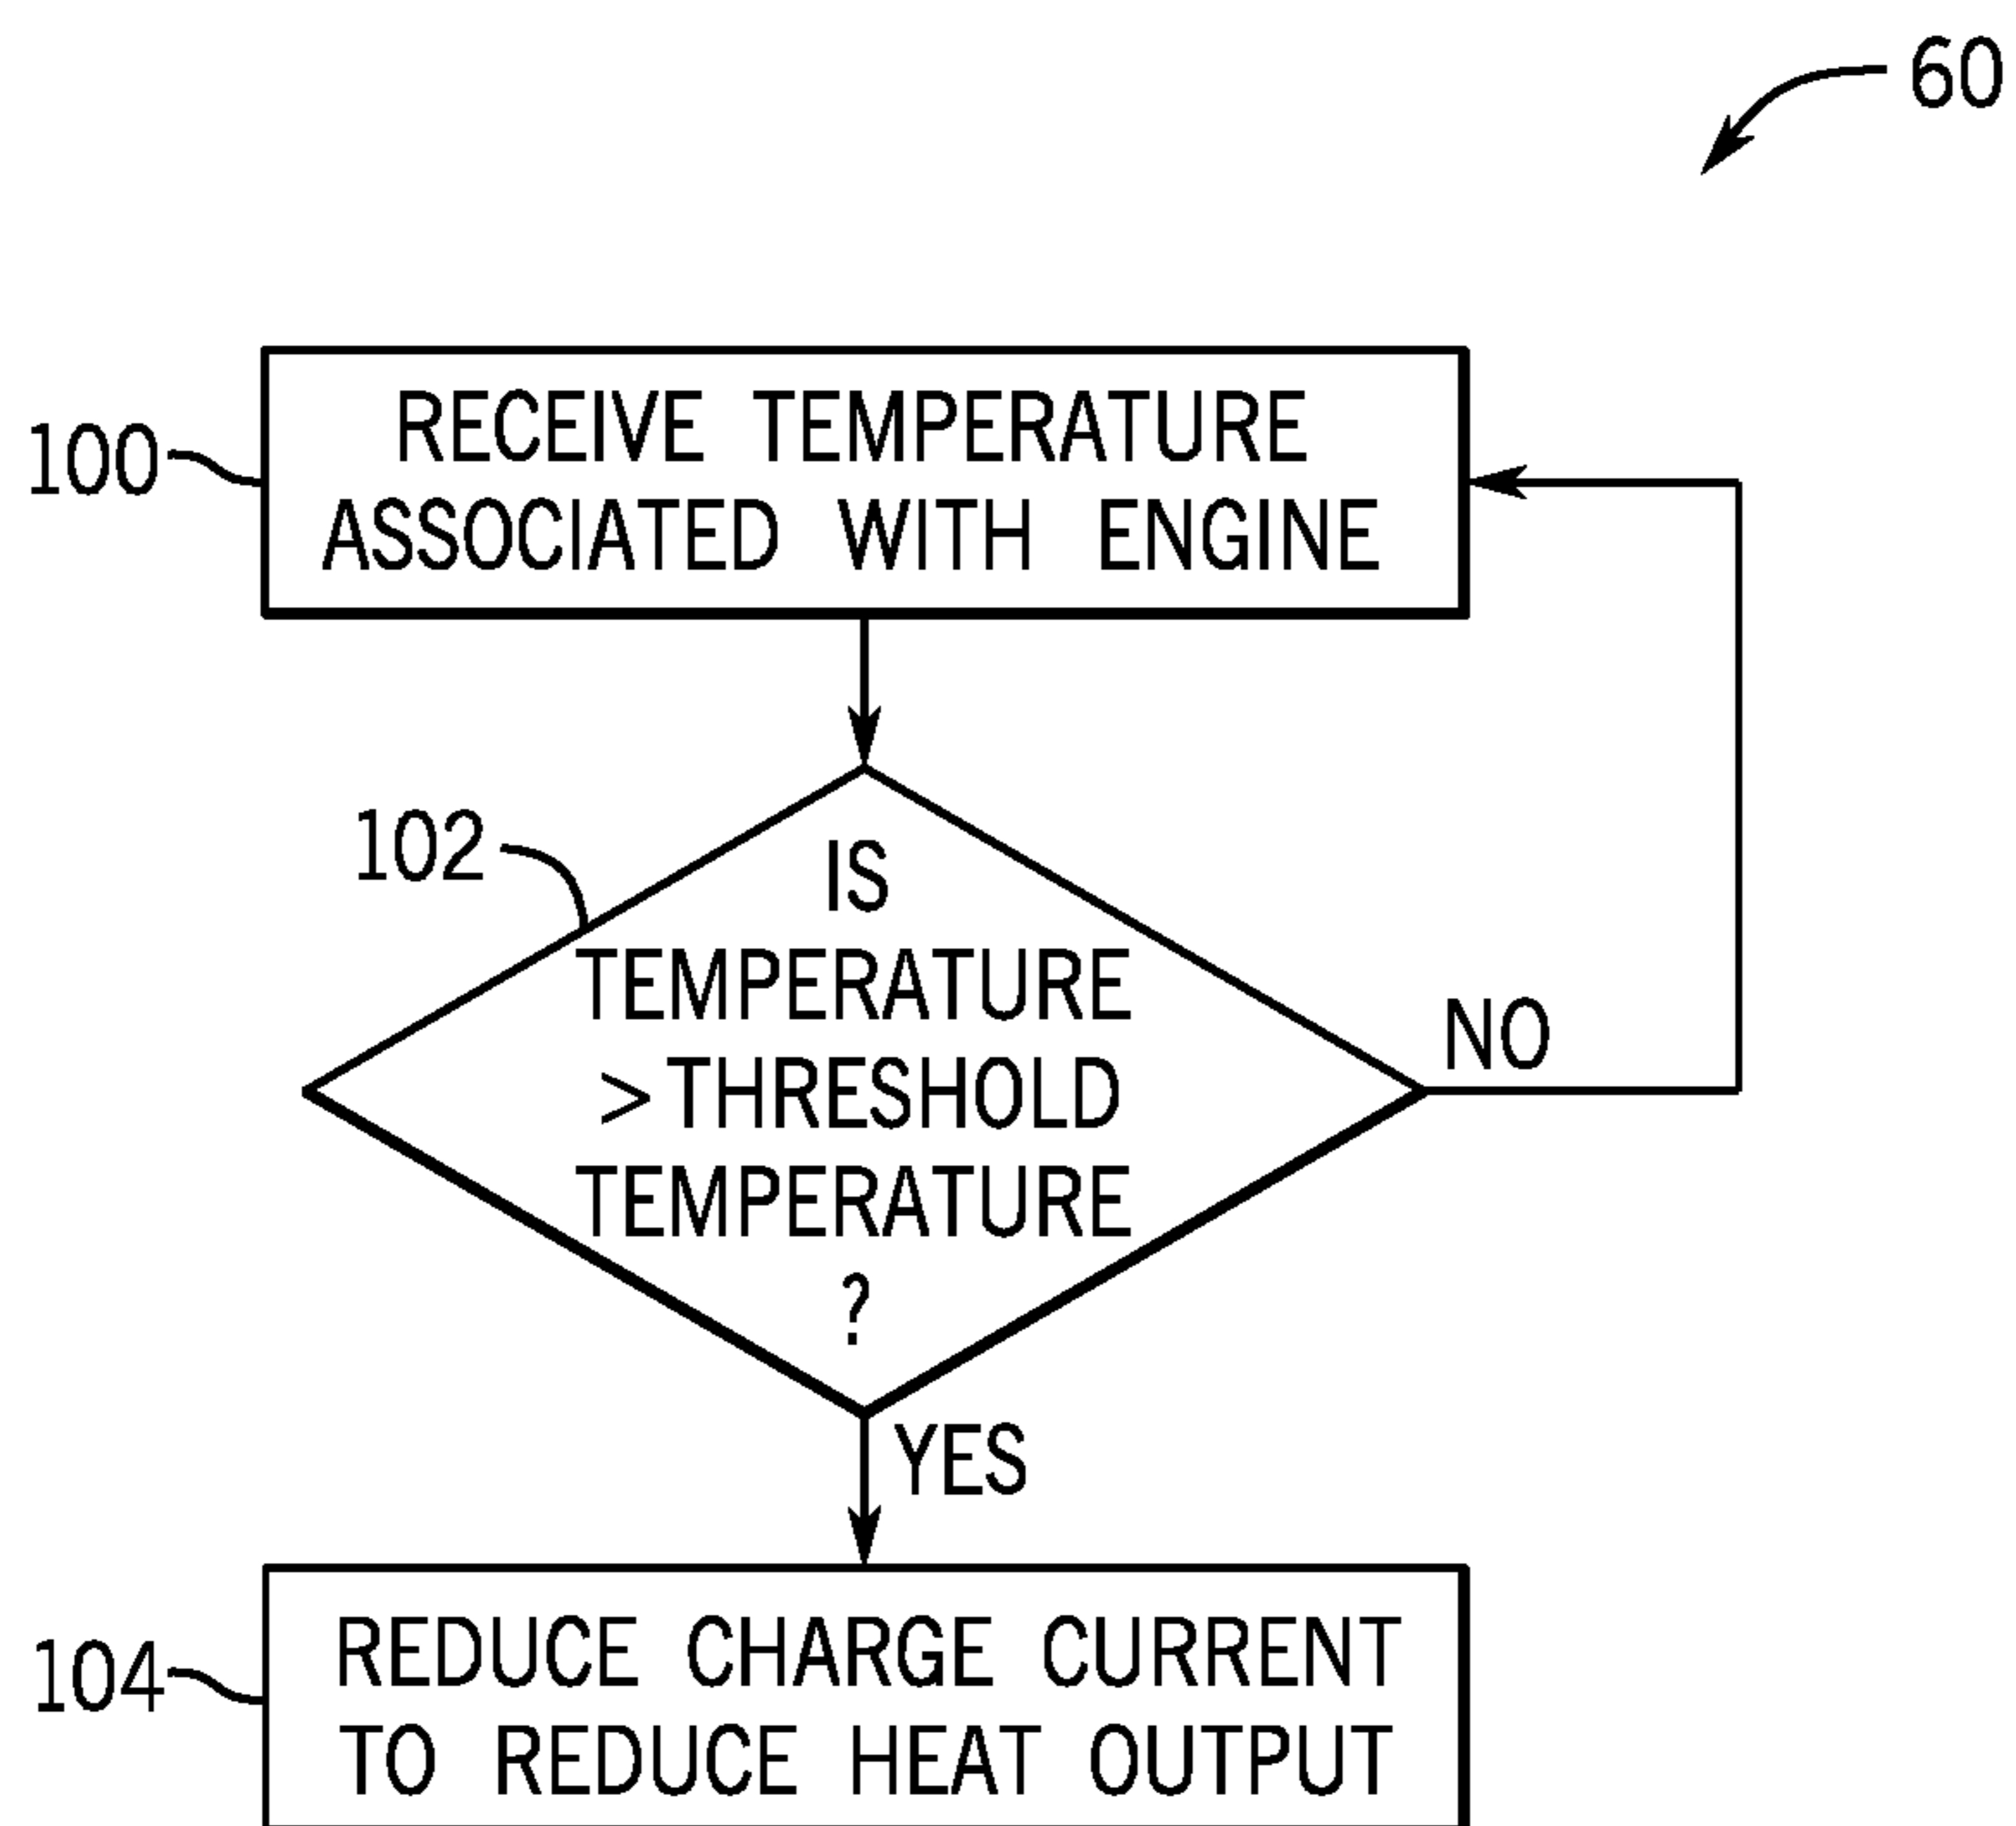 60
100
RECEIVE TEMPERATURE
ASSOCIATED WITH ENGINE
102
IS
TEMPERATURE
> THRESHOLD
TEMPERATURE
?
NO
YES
104
REDUCE CHARGE CURRENT
TO REDUCE HEAT OUTPUT